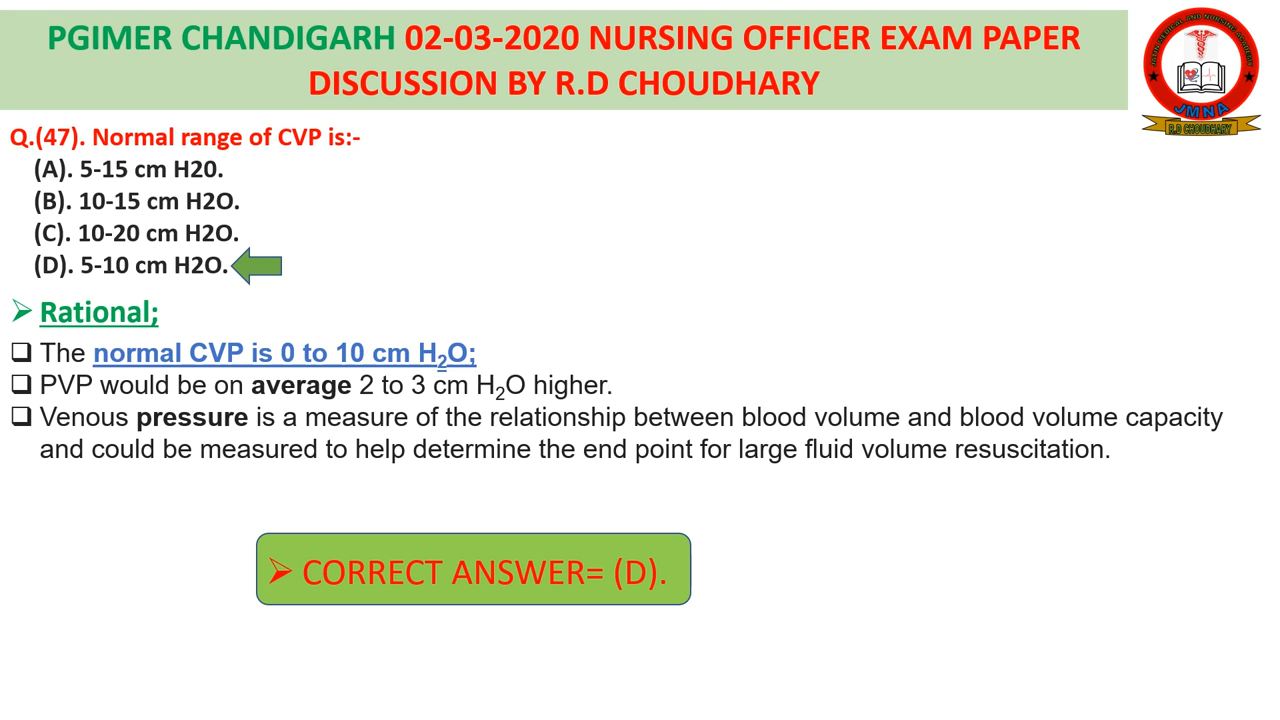 PGIMER CHANDIGARH 02-03-2020 NURSING OFFICER EXAM PAPER
DISCUSSION BY R.D CHOUDHARY
JMNA
R.D CHOUDHARY
Q.(47). Normal range of CVP is:-
(A). 5-15 cm H20.
(B). 10-15 cm H2O.
(C). 10-20 cm H2O.
(D). 5-10 cm H2O.
➢ Rational;
❑ The normal CVP is 0 to 10 cm H₂O;
❑ PVP would be on average 2 to 3 cm H₂O higher.
❑ Venous pressure is a measure of the relationship between blood volume and blood volume capacity
and could be measured to help determine the end point for large fluid volume resuscitation.
➢ CORRECT ANSWER= (D).